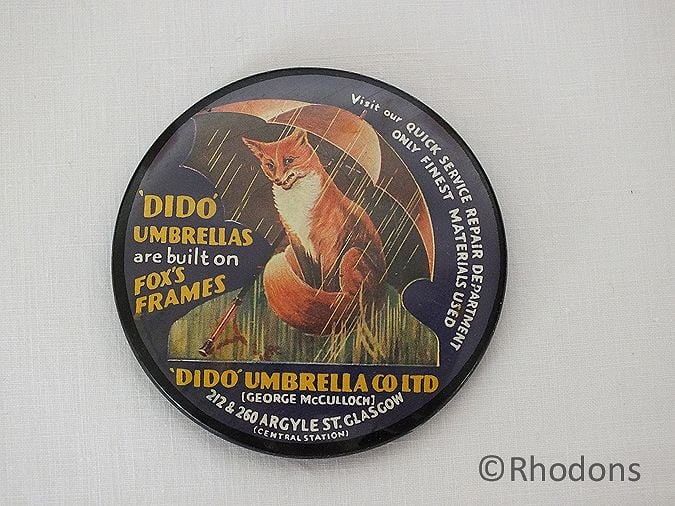 Visit our QUICK SERVICE REPAIR DEPARTMENT
ONLY FINEST MATERIALS USED
'DIDO'
UMBRELLAS
are built on
FOX'S
FRAMES
'DIDO' UMBRELLA CO LTD
[GEORGE McCULLOCH]
212 & 260 ARGYLE ST. GLASGOW
(CENTRAL STATION)
©Rhodons